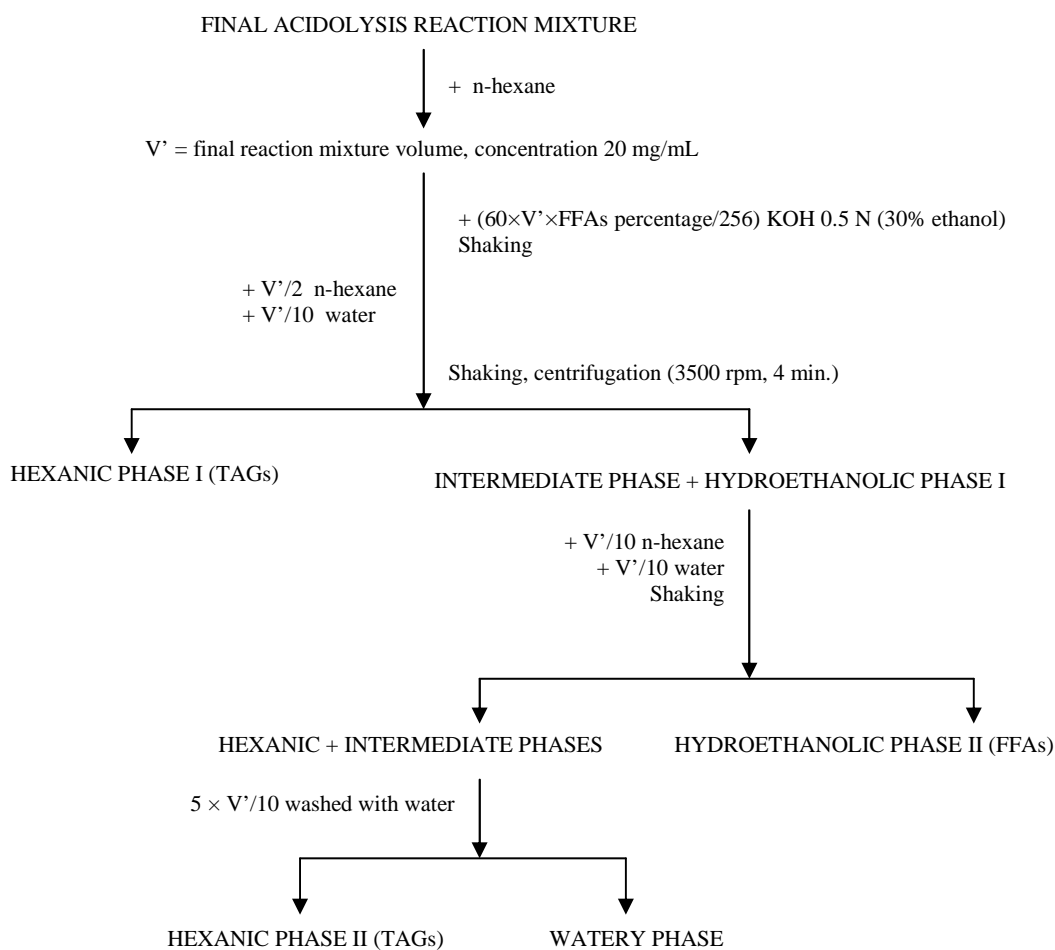 FINAL ACIDOLYSIS REACTION MIXTURE
+ n-hexane
V’ = final reaction mixture volume, concentration 20 mg/mL
+ (60×V’×FFAs percentage/256) KOH 0.5 N (30% ethanol)
Shaking
+ V’/2 n-hexane
+ V’/10 water
Shaking, centrifugation (3500 rpm, 4 min.)
HEXANIC PHASE I (TAGs)
INTERMEDIATE PHASE + HYDROETHANOLIC PHASE I
+ V’/10 n-hexane
+ V’/10 water
Shaking
HEXANIC + INTERMEDIATE PHASES
HYDROETHANOLIC PHASE II (FFAs)
5 × V’/10 washed with water
HEXANIC PHASE II (TAGs)
WATERY PHASE